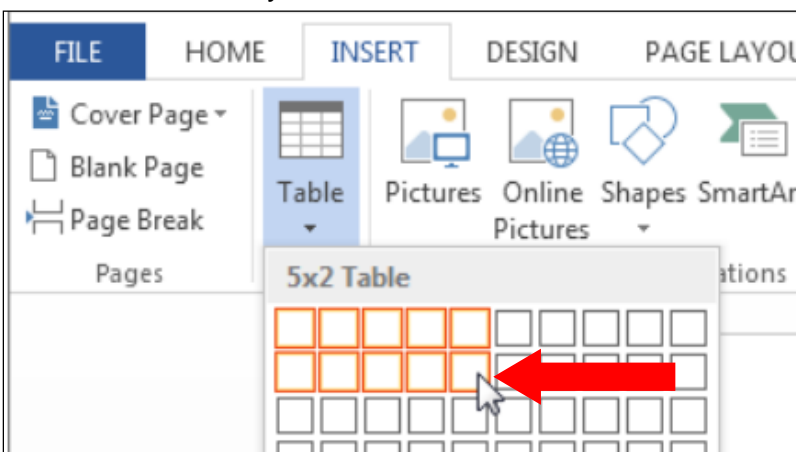 FILE HOME INSERT DESIGN PAGE LAYOU
Cover Page
Blank Page
Page Break
Pages
Table
Pictures
Online
Pictures
Shapes
SmartAr
ations
5x2 Table